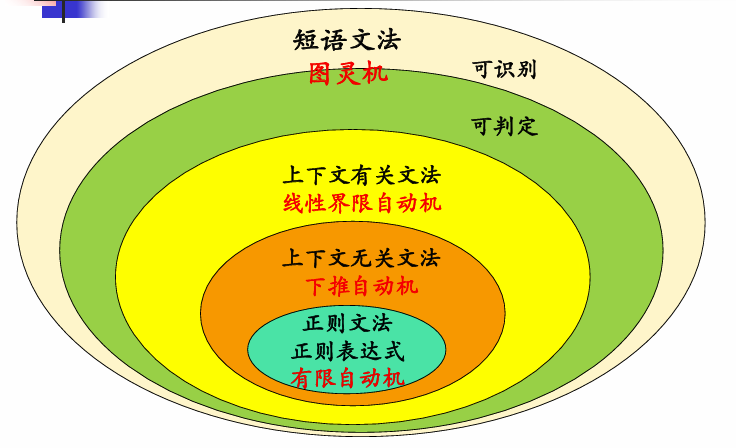 短语文法
图灵机
可识别
可判定
上下文有关文法
线性界限自动机
上下文无关文法
下推自动机
正则文法
正则表达式
有限自动机